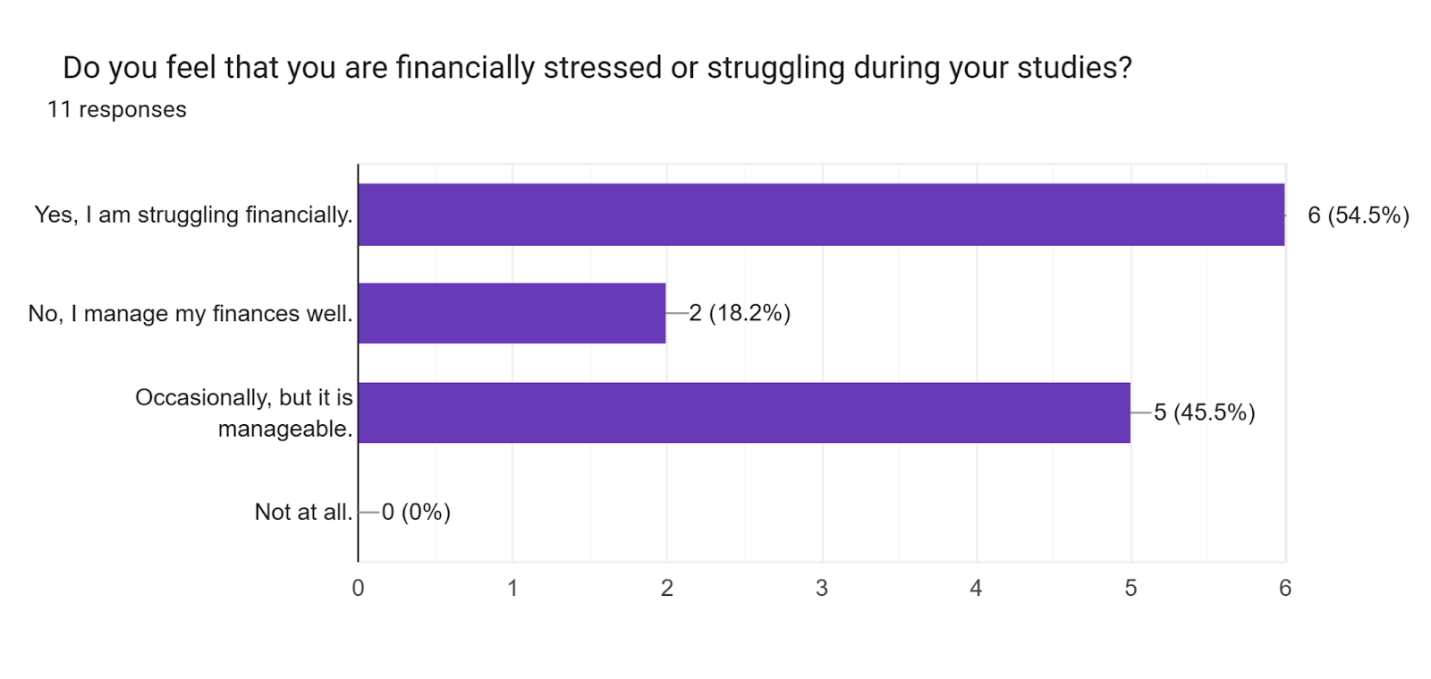 Do you feel that you are financially stressed or struggling during your studies?
11 responses
Yes, I am struggling financially.
6 (54.5%)
No, I manage my finances well.
2 (18.2%)
Occasionally, but it is
manageable.
5 (45.5%)
Not at all.
0 (0%)
0 1 2 3 4 5 6